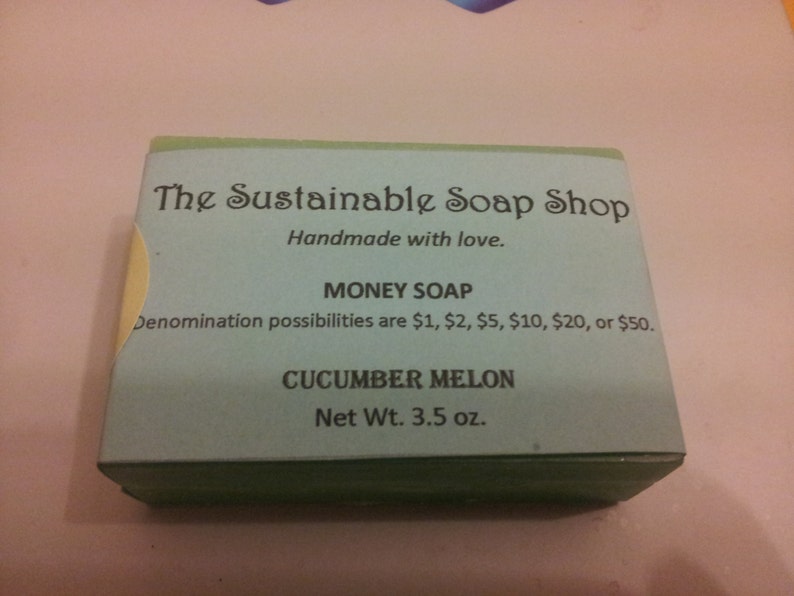 The Sustainable Soap Shop
Handmade with love.
MONEY SOAP
Denomination possibilities are $1, $2, $5, $10, $20, or $50.
CUCUMBER MELON
Net Wt. 3.5 oz.